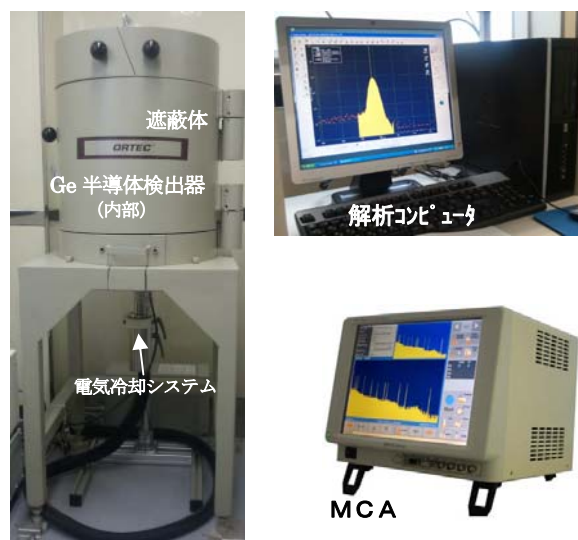 遮蔽体
ORTEC
Ge 半導体検出器
(内部)
電気冷却システム
解析ｺﾝﾋﾟｭｰﾀ
ＭＣＡ